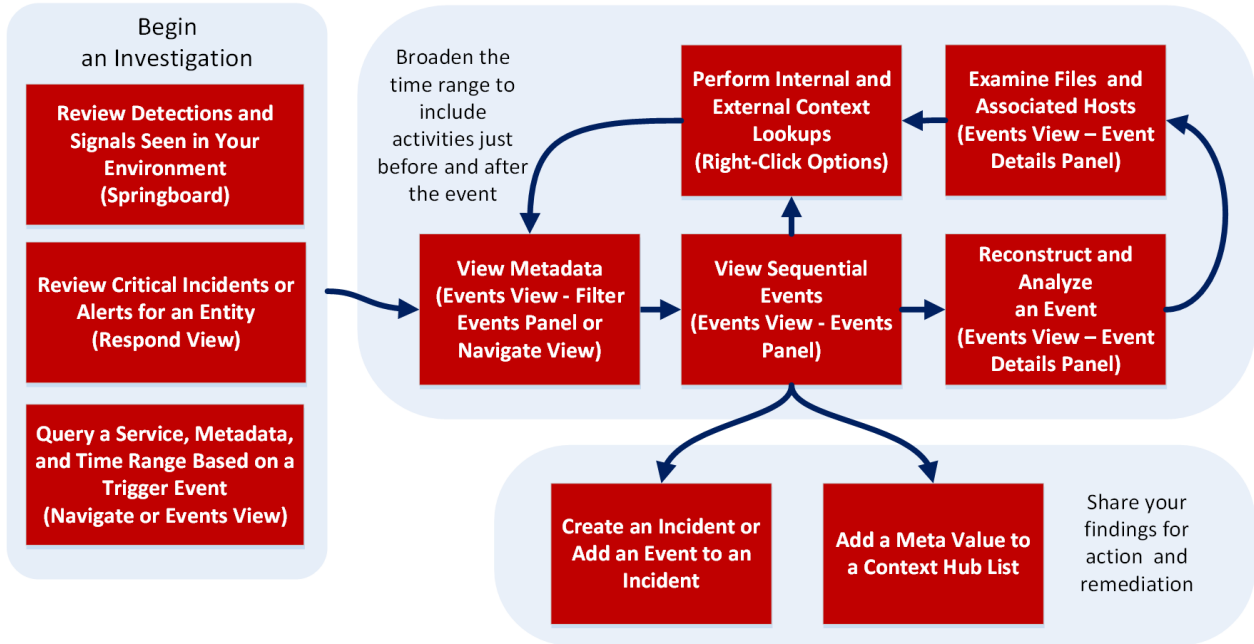 Begin
an Investigation
Review Detections and
Signals Seen in Your
Environment
(Springboard)
Review Critical Incidents or
Alerts for an Entity
(Respond View)
Query a Service, Metadata,
and Time Range Based on a
Trigger Event
(Navigate or Events View)
Broaden the
time range to
include
activities just
before and after
the event
Perform Internal and
External Context
Lookups
(Right-Click Options)
Examine Files and
Associated Hosts
(Events View – Event
Details Panel)
View Metadata
(Events View - Filter
Events Panel or
Navigate View)
View Sequential
Events
(Events View - Events
Panel)
Reconstruct and
Analyze
an Event
(Events View – Event
Details Panel)
Create an Incident or
Add an Event to an
Incident
Add a Meta Value to
a Context Hub List
Share your
findings for
action and
remediation